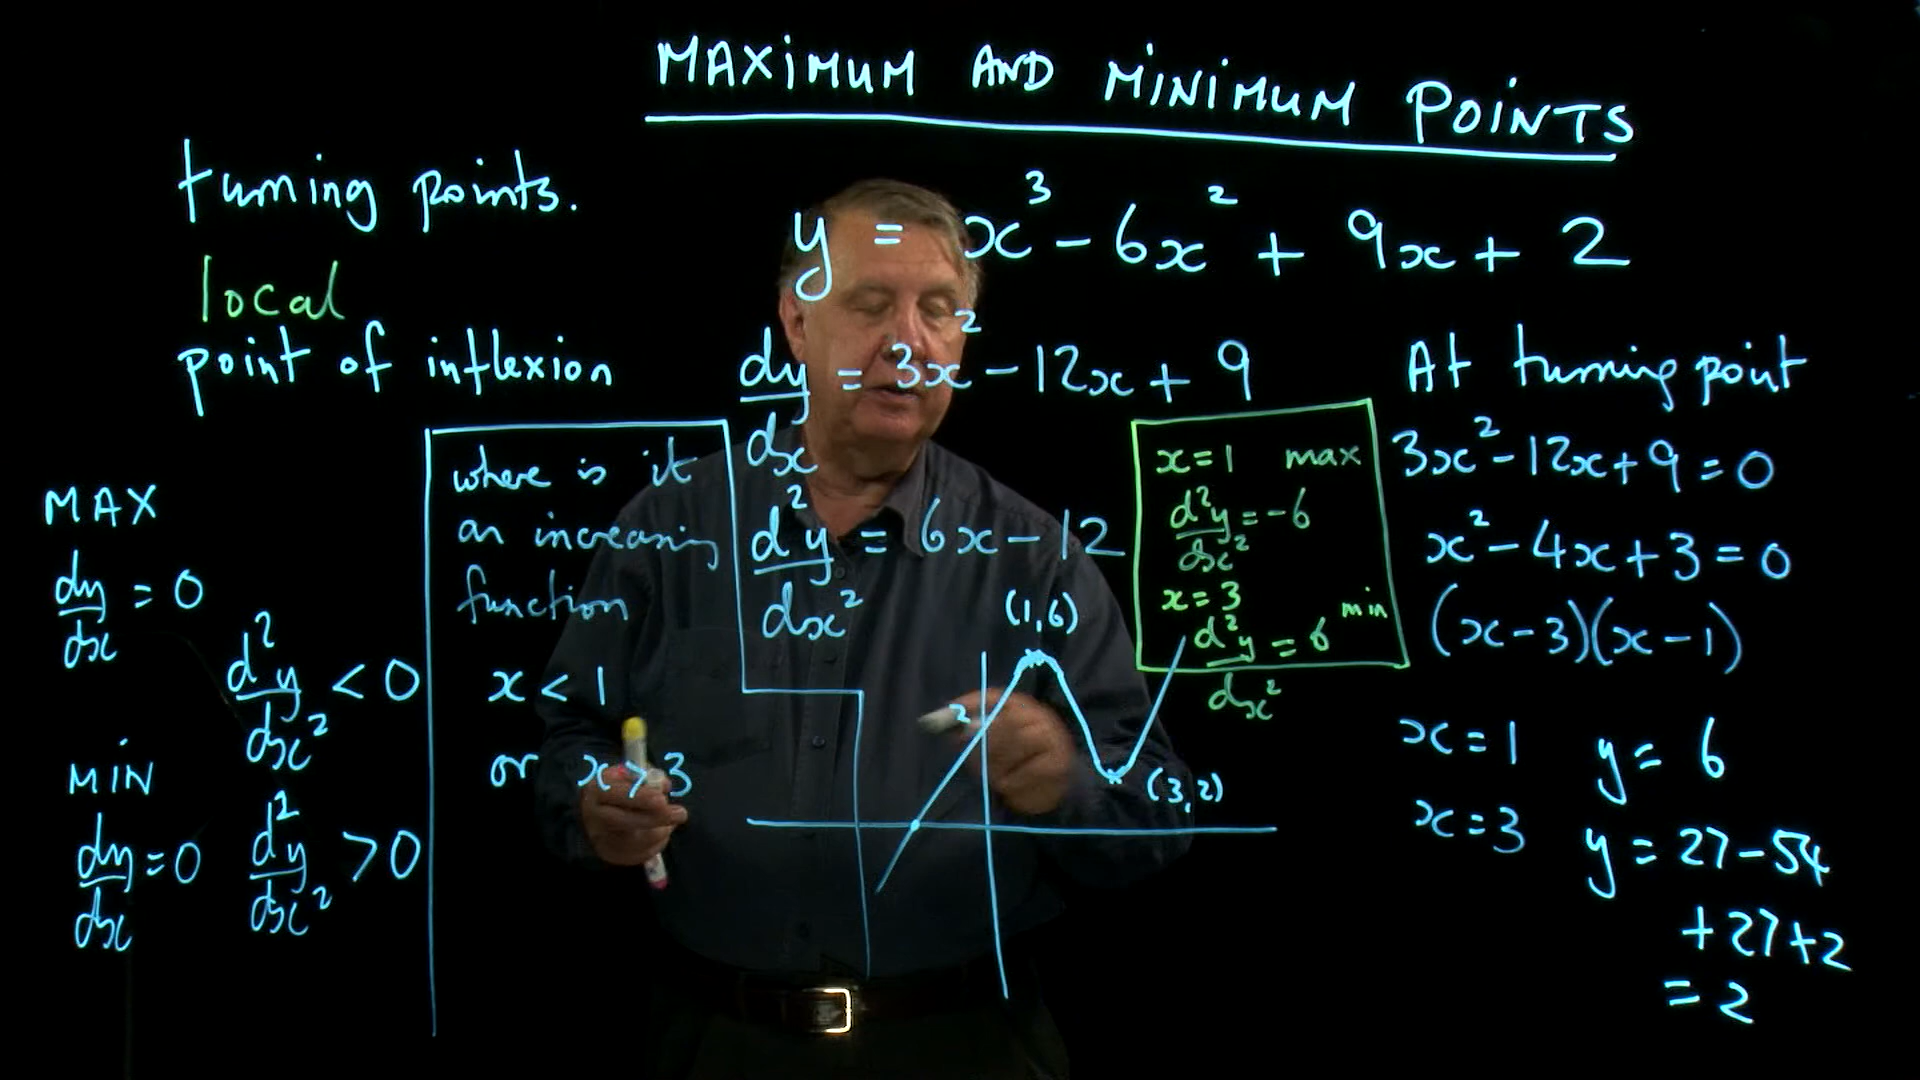 MAXIMUM AND MINIMUM POINTS
turning points.
local
point of inflexion
y = x³ - 6x² + 9x + 2
dy/dx = 3x² - 12x + 9
d²y/dx² = 6x - 12
MAX
dy/dx = 0
d²y/dx² < 0
MIN
dy/dx = 0 d²y/dx² > 0
where is it
an increasing
function
x < 1
or x > 3
x = 1 max
d²y/dx² = -6
x = 3 min
d²y/dx² = 6
(1,6)
2
(3,2)
At turning point
3x² - 12x + 9 = 0
x² - 4x + 3 = 0
(x - 3)(x - 1)
x = 1 y = 6
x = 3 y = 27 - 54
+ 27 + 2
= 2